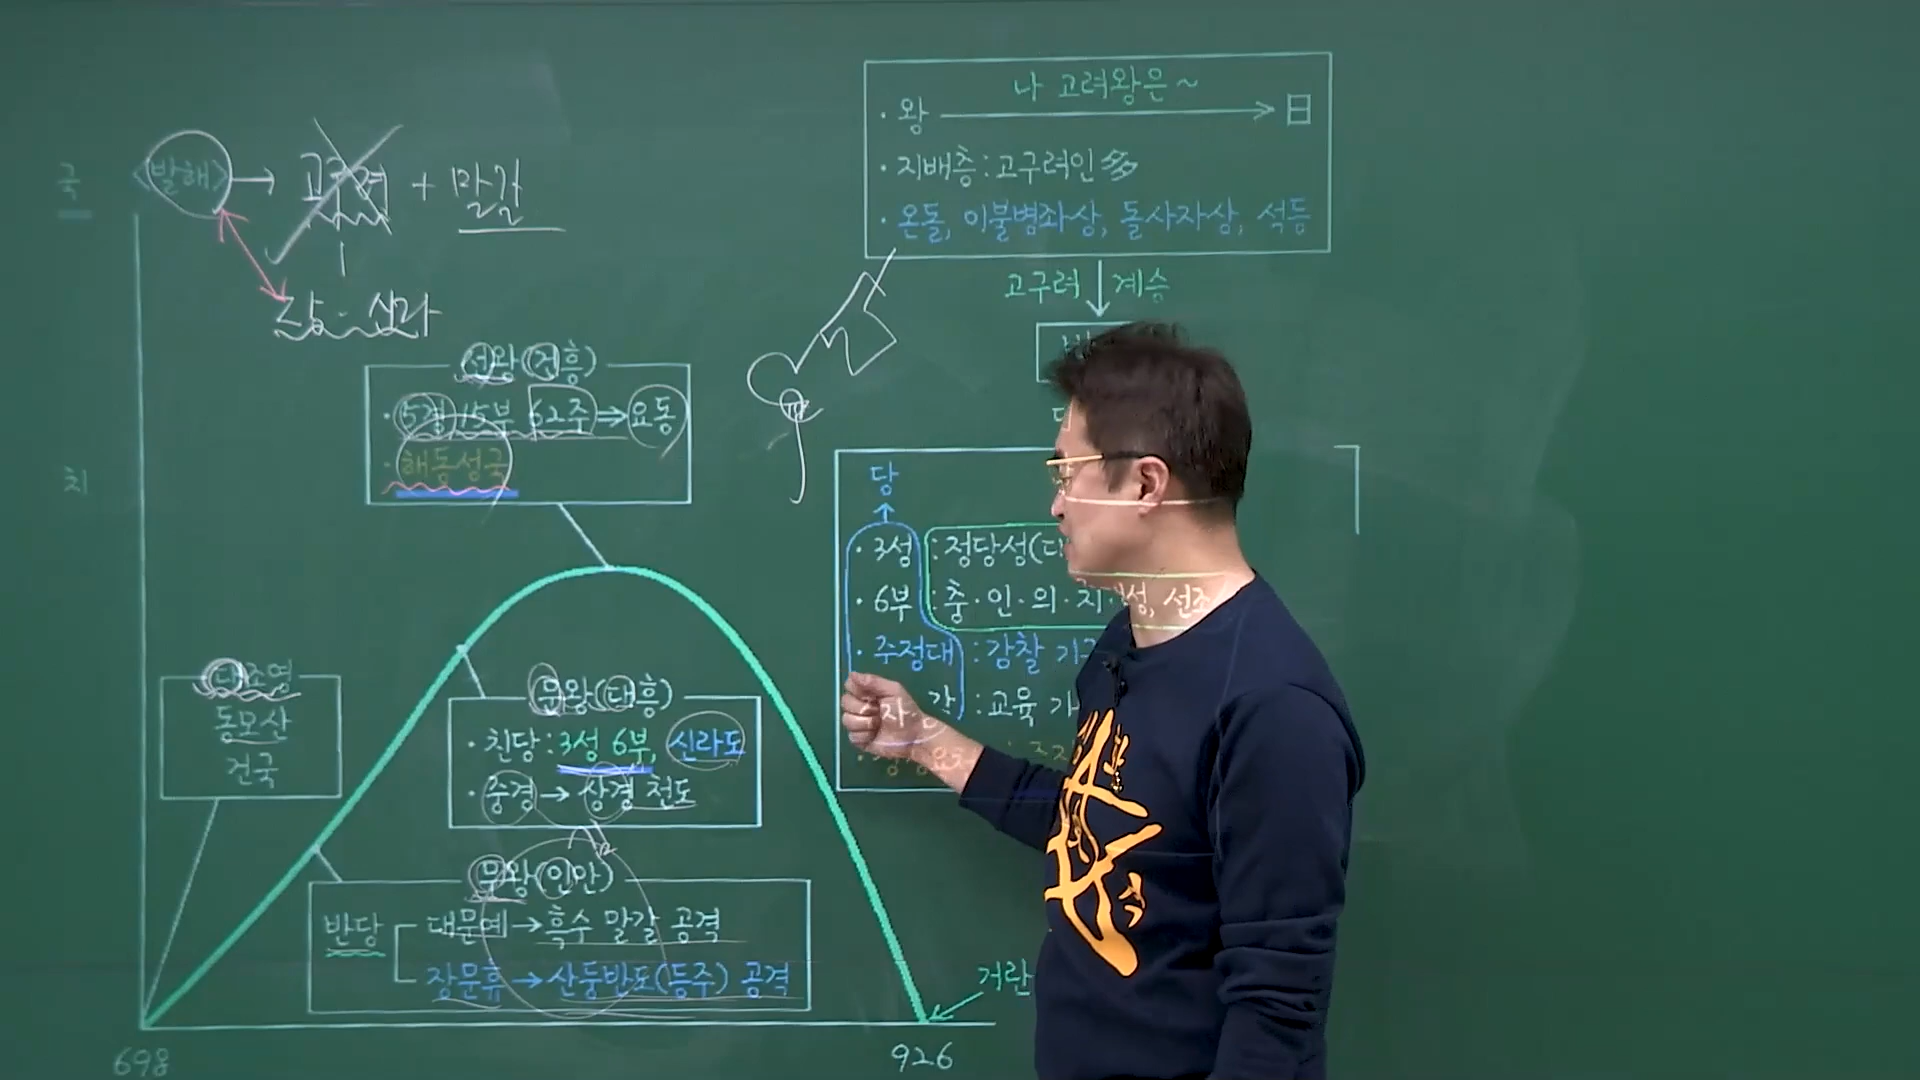 국
치
<발해> → 고구려 + 말갈
당 - 신라
선왕(건흥)
· 5경 15부 62주 ⇒ 요동
· 해동성국
대조영
동모산
건국
문왕(대흥)
· 친당 : 3성 6부, 신라도
· 중경 → 상경 천도
무왕(인안)
반당
대문예 → 흑수 말갈 공격
장문휴 → 산둥반도(등주) 공격
698
926
거란
나 고려왕은 ~
· 왕 → 日
· 지배층 : 고구려인 多
· 온돌, 이불병좌상, 돌사자상, 석등
고구려 계승
당
· 3성 : 정당성(대
· 6부 : 충·인·의·지· 성, 선조
· 주정대 : 감찰 기구
자 감 : 교육 기